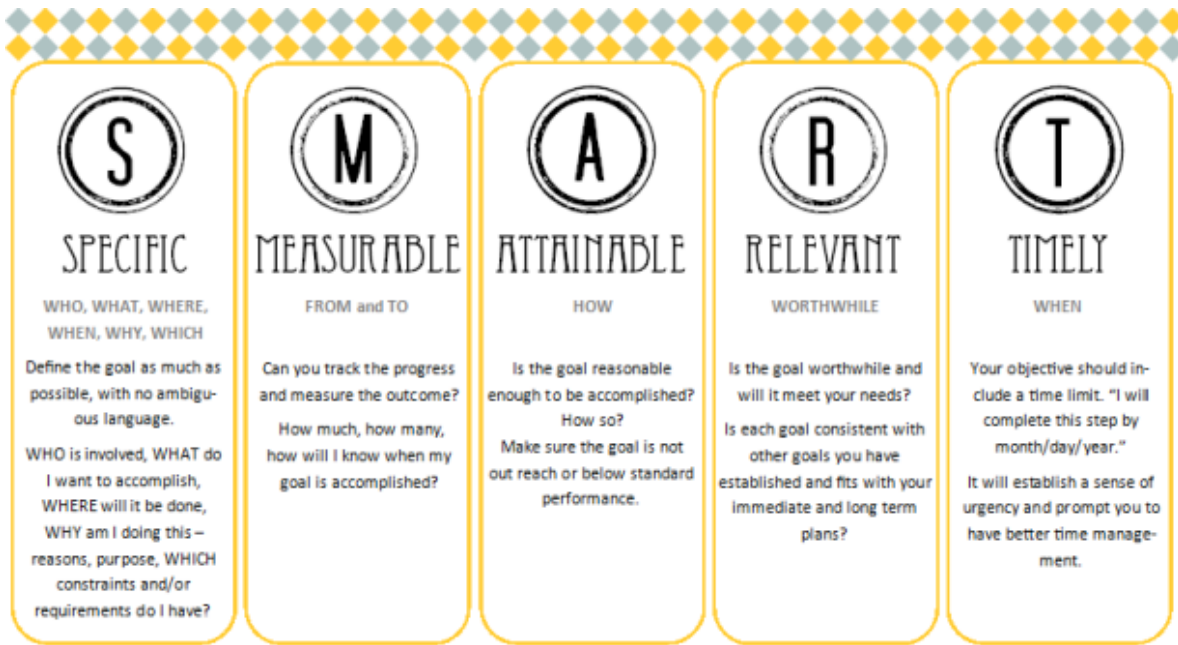 S
SPECIFIC
WHO, WHAT, WHERE,
WHEN, WHY, WHICH
Define the goal as much as
possible, with no ambigu-
ous language.
WHO is involved, WHAT do
I want to accomplish,
WHERE will it be done,
WHY am I doing this –
reasons, purpose, WHICH
constraints and/or
requirements do I have?
M
MEASURABLE
FROM and TO
Can you track the progress
and measure the outcome?
How much, how many,
how will I know when my
goal is accomplished?
A
ATTAINABLE
HOW
Is the goal reasonable
enough to be accomplished?
How so?
Make sure the goal is not
out reach or below standard
performance.
R
RELEVANT
WORTHWHILE
Is the goal worthwhile and
will it meet your needs?
Is each goal consistent with
other goals you have
established and fits with your
immediate and long term
plans?
T
TIMELY
WHEN
Your objective should in-
clude a time limit. “I will
complete this step by
month/day/year.”
It will establish a sense of
urgency and prompt you to
have better time manage-
ment.